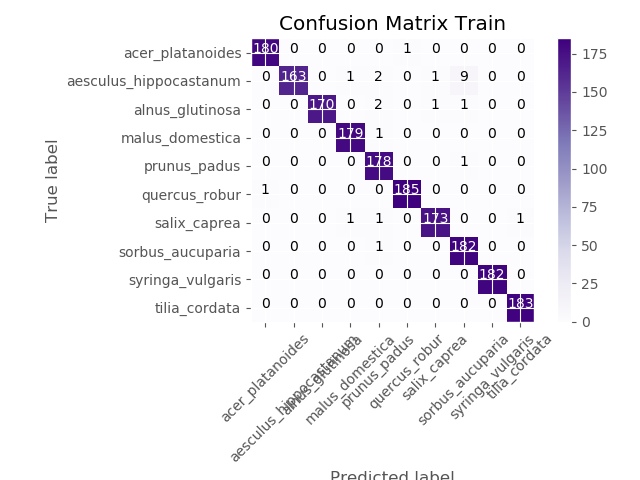 Confusion Matrix Train
acer_platanoides 180 0 0 0 0 1 0 0 0 0
aesculus_hippocastanum 0 163 0 1 2 0 1 9 0 0
alnus_glutinosa 0 0 170 0 2 0 1 1 0 0
malus_domestica 0 0 0 179 1 0 0 0 0 0
prunus_padus 0 0 0 0 178 0 0 1 0 0
quercus_robur 1 0 0 0 0 185 0 0 0 0
salix_caprea 0 0 0 1 1 0 173 0 0 1
sorbus_aucuparia 0 0 0 0 1 0 0 182 0 0
syringa_vulgaris 0 0 0 0 0 0 0 0 182 0
tilia_cordata 0 0 0 0 0 0 0 0 0 183
True label
acer_platanoides
aesculus_hippocastanum
alnus_glutinosa
malus_domestica
prunus_padus
quercus_robur
salix_caprea
sorbus_aucuparia
syringa_vulgaris
tilia_cordata
Predicted label
175
150
125
100
75
50
25
0